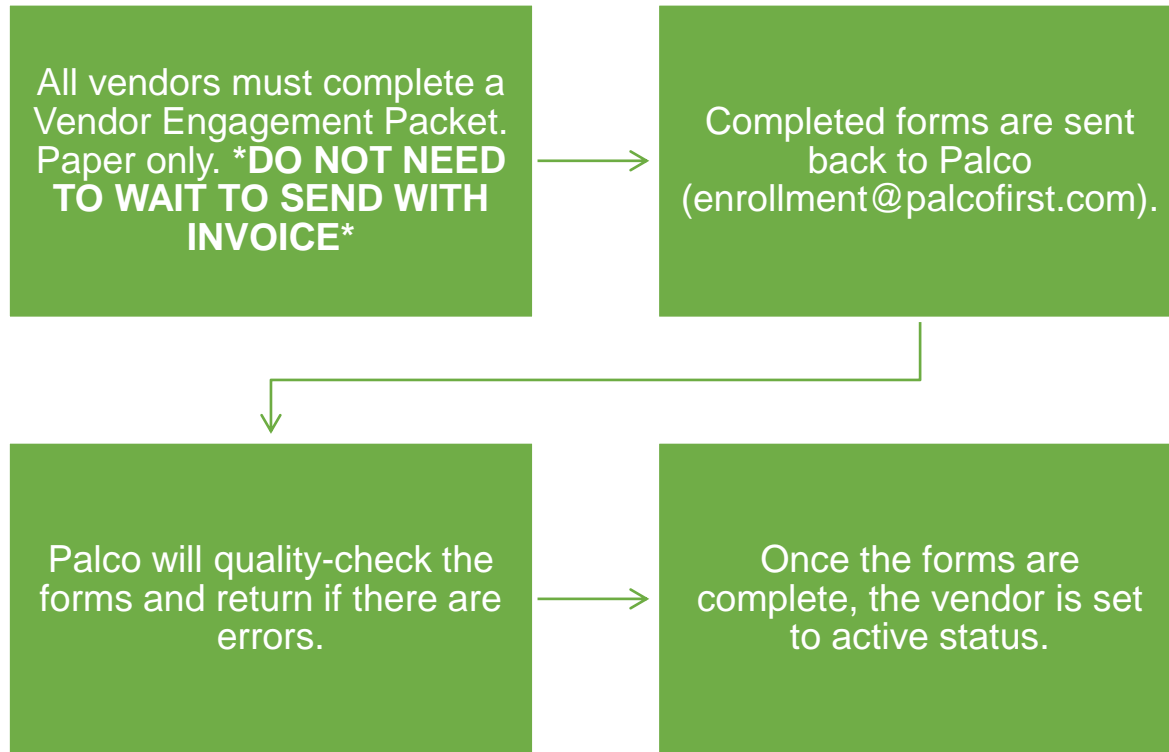 All vendors must complete a
Vendor Engagement Packet.
Paper only. *DO NOT NEED
TO WAIT TO SEND WITH
INVOICE*
Completed forms are sent
back to Palco
(enrollment@palcofirst.com).
Palco will quality-check the
forms and return if there are
errors.
Once the forms are
complete, the vendor is set
to active status.